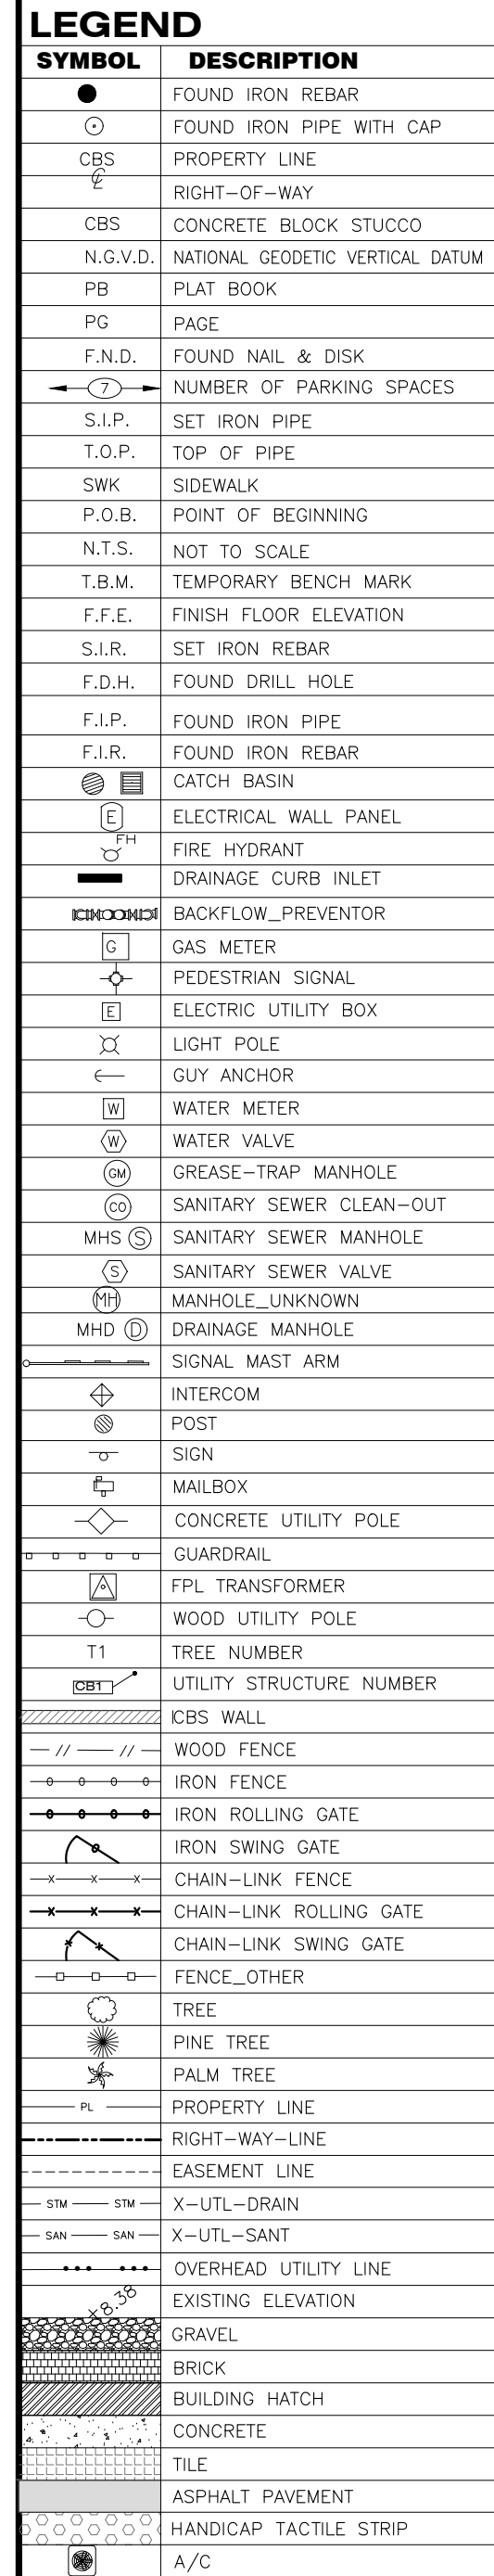 LEGEND
SYMBOL DESCRIPTION
FOUND IRON REBAR
FOUND IRON PIPE WITH CAP
CBS PROPERTY LINE
℄ RIGHT-OF-WAY
CBS CONCRETE BLOCK STUCCO
N.G.V.D. NATIONAL GEODETIC VERTICAL DATUM
PB PLAT BOOK
PG PAGE
F.N.D. FOUND NAIL & DISK
7 NUMBER OF PARKING SPACES
S.I.P. SET IRON PIPE
T.O.P. TOP OF PIPE
SWK SIDEWALK
P.O.B. POINT OF BEGINNING
N.T.S. NOT TO SCALE
T.B.M. TEMPORARY BENCH MARK
F.F.E. FINISH FLOOR ELEVATION
S.I.R. SET IRON REBAR
F.D.H. FOUND DRILL HOLE
F.I.P. FOUND IRON PIPE
F.I.R. FOUND IRON REBAR
CATCH BASIN
E ELECTRICAL WALL PANEL
FH FIRE HYDRANT
DRAINAGE CURB INLET
BACKFLOW_PREVENTOR
G GAS METER
PEDESTRIAN SIGNAL
E ELECTRIC UTILITY BOX
LIGHT POLE
GUY ANCHOR
W WATER METER
W WATER VALVE
GM GREASE-TRAP MANHOLE
CO SANITARY SEWER CLEAN-OUT
MHS S SANITARY SEWER MANHOLE
S SANITARY SEWER VALVE
MH MANHOLE_UNKNOWN
MHD D DRAINAGE MANHOLE
SIGNAL MAST ARM
INTERCOM
POST
SIGN
MAILBOX
CONCRETE UTILITY POLE
GUARDRAIL
FPL TRANSFORMER
WOOD UTILITY POLE
T1 TREE NUMBER
CB1 UTILITY STRUCTURE NUMBER
CBS WALL
WOOD FENCE
IRON FENCE
IRON ROLLING GATE
IRON SWING GATE
CHAIN-LINK FENCE
CHAIN-LINK ROLLING GATE
CHAIN-LINK SWING GATE
FENCE_OTHER
TREE
PINE TREE
PALM TREE
PL PROPERTY LINE
RIGHT-WAY-LINE
EASEMENT LINE
STM STM X-UTL-DRAIN
SAN SAN X-UTL-SANT
OVERHEAD UTILITY LINE
+8.38 EXISTING ELEVATION
GRAVEL
BRICK
BUILDING HATCH
CONCRETE
TILE
ASPHALT PAVEMENT
HANDICAP TACTILE STRIP
A/C